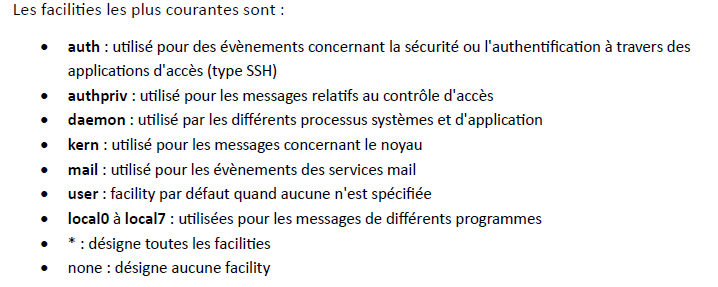 Les facilities les plus courantes sont :
• auth : utilisé pour des évènements concernant la sécurité ou l'authentification à travers des
applications d'accès (type SSH)
• authpriv : utilisé pour les messages relatifs au contrôle d'accès
• daemon : utilisé par les différents processus systèmes et d'application
• kern : utilisé pour les messages concernant le noyau
• mail : utilisé pour les évènements des services mail
• user : facility par défaut quand aucune n'est spécifiée
• local0 à local7 : utilisées pour les messages de différents programmes
• * : désigne toutes les facilities
• none : désigne aucune facility